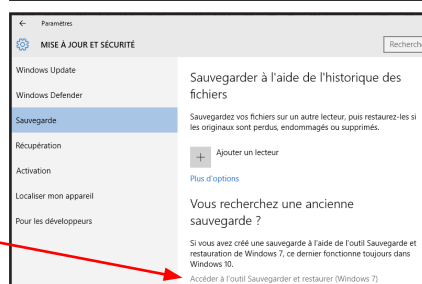 ← Paramètres
MISE À JOUR ET SÉCURITÉ
Recherche
Windows Update
Windows Defender
Sauvegarde
Récupération
Activation
Localiser mon appareil
Pour les développeurs
Sauvegarder à l'aide de l'historique des
fichiers
Sauvegardez vos fichiers sur un autre lecteur, puis restaurez-les si
les originaux sont perdus, endommagés ou supprimés.
+ Ajouter un lecteur
Plus d'options
Vous recherchez une ancienne
sauvegarde ?
Si vous avez créé une sauvegarde à l'aide de l'outil Sauvegarde et
restauration de Windows 7, ce dernier fonctionne toujours dans
Windows 10.
Accéder à l'outil Sauvegarder et restaurer (Windows 7)